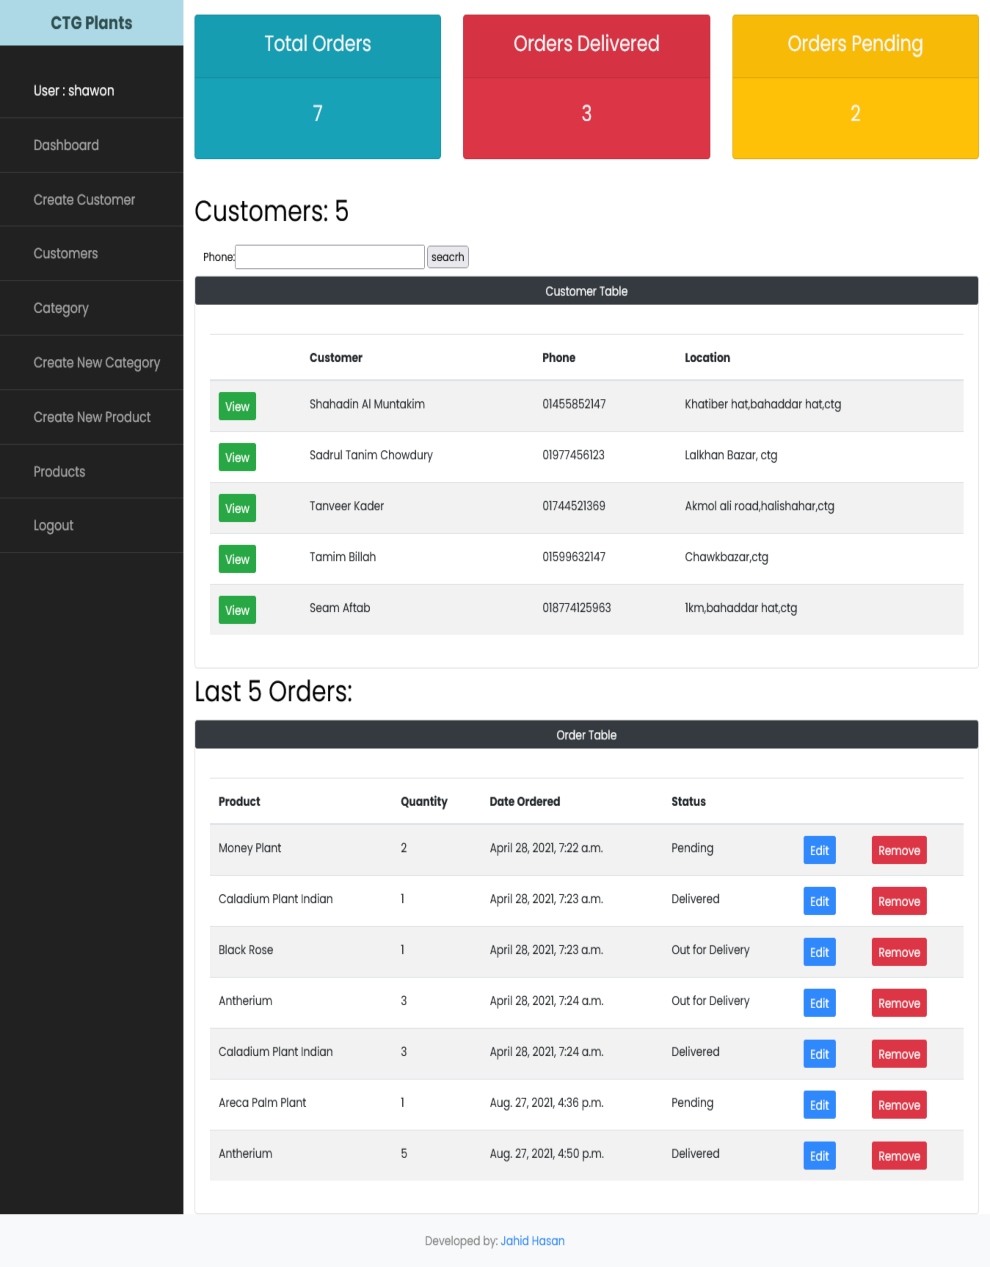 CTG Plants
User : shawon
Dashboard
Create Customer
Customers
Category
Create New Category
Create New Product
Products
Logout
Total Orders
7
Orders Delivered
3
Orders Pending
2
Customers: 5
Phone: seacrh
Customer Table
Customer Phone Location
View Shahadin Al Muntakim 01455852147 Khatiber hat,bahaddar hat,ctg
View Sadrul Tanim Chowdury 01977456123 Lalkhan Bazar, ctg
View Tanveer Kader 01744521369 Akmol ali road,halishahar,ctg
View Tamim Billah 01599632147 Chawkbazar,ctg
View Seam Aftab 018774125963 1km,bahaddar hat,ctg
Last 5 Orders:
Order Table
Product Quantity Date Ordered Status
Money Plant 2 April 28, 2021, 7:22 a.m. Pending Edit Remove
Caladium Plant Indian 1 April 28, 2021, 7:23 a.m. Delivered Edit Remove
Black Rose 1 April 28, 2021, 7:23 a.m. Out for Delivery Edit Remove
Antherium 3 April 28, 2021, 7:24 a.m. Out for Delivery Edit Remove
Caladium Plant Indian 3 April 28, 2021, 7:24 a.m. Delivered Edit Remove
Areca Palm Plant 1 Aug. 27, 2021, 4:36 p.m. Pending Edit Remove
Antherium 5 Aug. 27, 2021, 4:50 p.m. Delivered Edit Remove
Developed by: Jahid Hasan